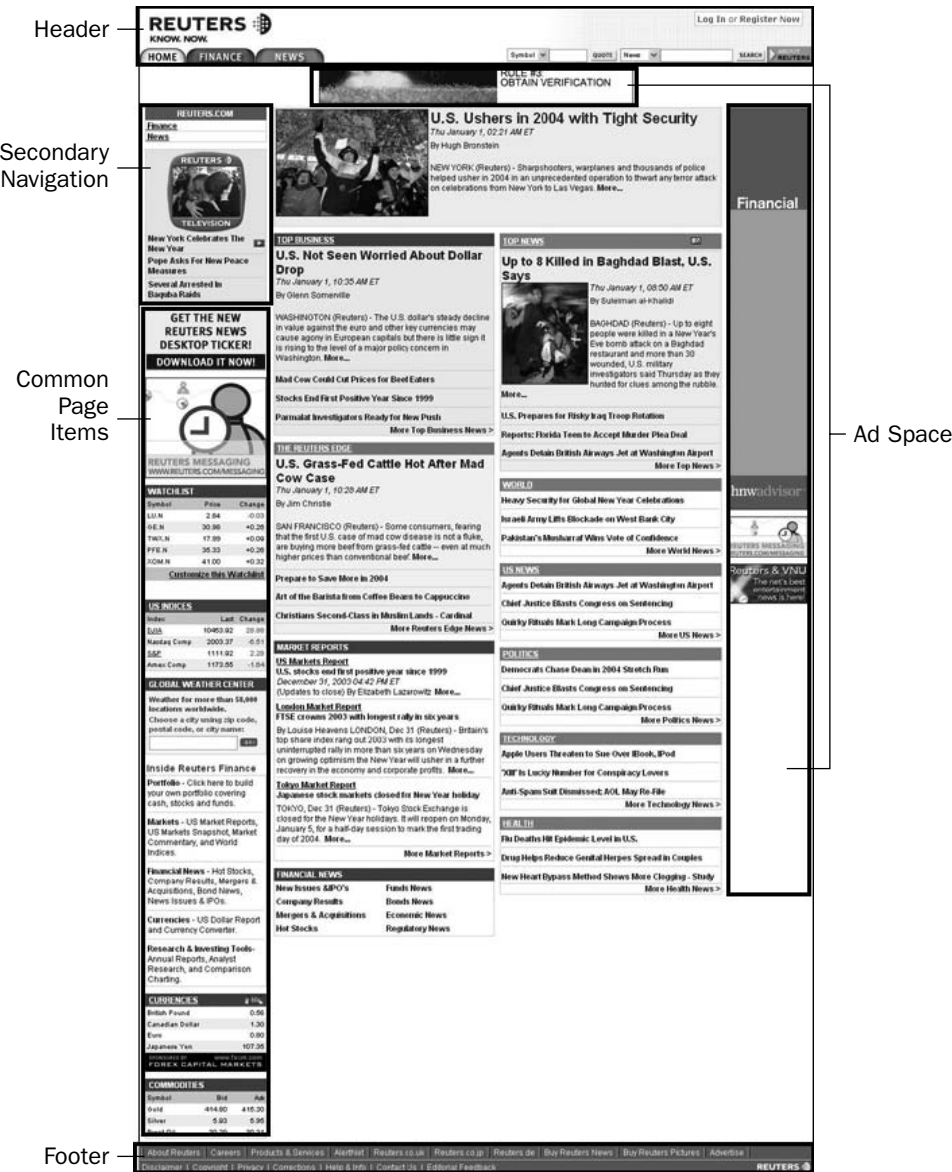 Header
REUTERS
KNOW. NOW.
Log In or Register Now
HOME FINANCE NEWS
Symbol QUOTE News SEARCH ABOUT REUTERS
RULE #3:
OBTAIN VERIFICATION
Secondary
Navigation
REUTERS.COM
Finance
News
REUTERS
TELEVISION
New York Celebrates The
New Year
Pope Asks For New Peace
Measures
Several Arrested In
Baquba Raids
U.S. Ushers in 2004 with Tight Security
Thu January 1, 02:21 AM ET
By Hugh Bronstein
NEW YORK (Reuters) - Sharpshooters, warplanes and thousands of police
helped usher in 2004 in an unprecedented operation to thwart any terror attack
on celebrations from New York to Las Vegas. More...
Common
Page
Items
GET THE NEW
REUTERS NEWS
DESKTOP TICKER!
DOWNLOAD IT NOW!
REUTERS MESSAGING
WWW.REUTERS.COM/MESSAGING
WATCHLIST
Symbol Price Change
LU.N 2.84 -0.03
GE.N 30.98 +0.26
TWX.N 17.99 +0.09
PFE.N 35.33 +0.26
XOM.N 41.00 +0.32
Customize this Watchlist
US INDICES
Index Last Change
DJIA 10453.92 28.88
Nasdaq Comp 2003.37 -6.51
S&P 1111.92 2.28
Amex Comp 1173.55 -1.64
GLOBAL WEATHER CENTER
Weather for more than 58,000
locations worldwide.
Choose a city using zip code,
postal code, or city name:
Inside Reuters Finance
Portfolio - Click here to build
your own portfolio covering
cash, stocks and funds.
Markets - US Market Reports,
US Markets Snapshot, Market
Commentary, and World
Indices.
Financial News - Hot Stocks,
Company Results, Mergers &
Acquisitions, Bond News,
News Issues & IPOs.
Currencies - US Dollar Report
and Currency Converter.
Research & Investing Tools-
Annual Reports, Analyst
Research, and Comparison
Charting.
CURRENCIES
British Pound 0.56
Canadian Dollar 1.30
Euro 0.80
Japanese Yen 107.35
FOREX CAPITAL MARKETS
COMMODITIES
Symbol Bid Ask
Gold 414.80 415.30
Silver 5.93 5.95
TOP BUSINESS
U.S. Not Seen Worried About Dollar
Drop
Thu January 1, 10:35 AM ET
By Glenn Somerville
WASHINGTON (Reuters) - The U.S. dollar's steady decline
in value against the euro and other key currencies may
cause agony in European capitals but there is little sign it
is rising to the level of a major policy concern in
Washington. More...
Mad Cow Could Cut Prices for Beef Eaters
Stocks End First Positive Year Since 1999
Parmalat Investigators Ready for New Push
More Top Business News >
THE REUTERS EDGE
U.S. Grass-Fed Cattle Hot After Mad
Cow Case
Thu January 1, 10:28 AM ET
By Jim Christie
SAN FRANCISCO (Reuters) - Some consumers, fearing
that the first U.S. case of mad cow disease is not a fluke,
are buying more beef from grass-fed cattle -- even at much
higher prices than conventional beef. More...
Prepare to Save More in 2004
Art of the Barista from Coffee Beans to Cappuccino
Christians Second-Class in Muslim Lands - Cardinal
More Reuters Edge News >
MARKET REPORTS
US Markets Report
U.S. stocks end first positive year since 1999
December 31, 2003 04:42 PM ET
(Updates to close) By Elizabeth Lazarowitz More...
London Market Report
FTSE crowns 2003 with longest rally in six years
By Louise Heavens LONDON, Dec 31 (Reuters) - Britain's
top share index rang out 2003 with its longest
uninterrupted rally in more than six years on Wednesday
on growing optimism the New Year will usher in a further
recovery in the economy and corporate profits. More...
Tokyo Market Report
Japanese stock markets closed for New Year holiday
TOKYO, Dec 31 (Reuters) - Tokyo Stock Exchange is
closed for the New Year holidays. It will reopen on Monday,
January 5, for a half-day session to mark the first trading
day of 2004. More...
More Market Reports >
FINANCIAL NEWS
New Issues &IPO's Funds News
Company Results Bonds News
Mergers & Acquisitions Economic News
Hot Stocks Regulatory News
TOP NEWS
Up to 8 Killed in Baghdad Blast, U.S.
Says
Thu January 1, 08:50 AM ET
By Suleiman al-Khalidi
BAGHDAD (Reuters) - Up to eight
people were killed in a New Year's
Eve bomb attack on a Baghdad
restaurant and more than 30
wounded, U.S. military
investigators said Thursday as they
hunted for clues among the rubble.
More...
U.S. Prepares for Risky Iraq Troop Rotation
Reports: Florida Teen to Accept Murder Plea Deal
Agents Detain British Airways Jet at Washington Airport
More Top News >
WORLD
Heavy Security for Global New Year Celebrations
Israeli Army Lifts Blockade on West Bank City
Pakistan's Musharraf Wins Vote of Confidence
More World News >
US NEWS
Agents Detain British Airways Jet at Washington Airport
Chief Justice Blasts Congress on Sentencing
Quirky Rituals Mark Long Campaign Process
More US News >
POLITICS
Democrats Chase Dean in 2004 Stretch Run
Chief Justice Blasts Congress on Sentencing
Quirky Rituals Mark Long Campaign Process
More Politics News >
TECHNOLOGY
Apple Users Threaten to Sue Over IBook, IPod
'XIII' Is Lucky Number for Conspiracy Lovers
Anti-Spam Suit Dismissed; AOL May Re-File
More Technology News >
HEALTH
Flu Deaths Hit Epidemic Level in U.S.
Drug Helps Reduce Genital Herpes Spread in Couples
New Heart Bypass Method Shows More Clogging - Study
More Health News >
Financial
hnwadvisor
REUTERS MESSAGING
REUTERS.COM/MESSAGING
Reuters & VNU
The net's best
entertainment
news is here!
Ad Space
Footer
About Reuters Careers Products & Services AlertNet Reuters.co.uk Reuters.co.jp Reuters.de Buy Reuters News Buy Reuters Pictures Advertise
Disclaimer | Copyright | Privacy | Corrections | Help & Info | Contact Us | Editorial Feedback
REUTERS